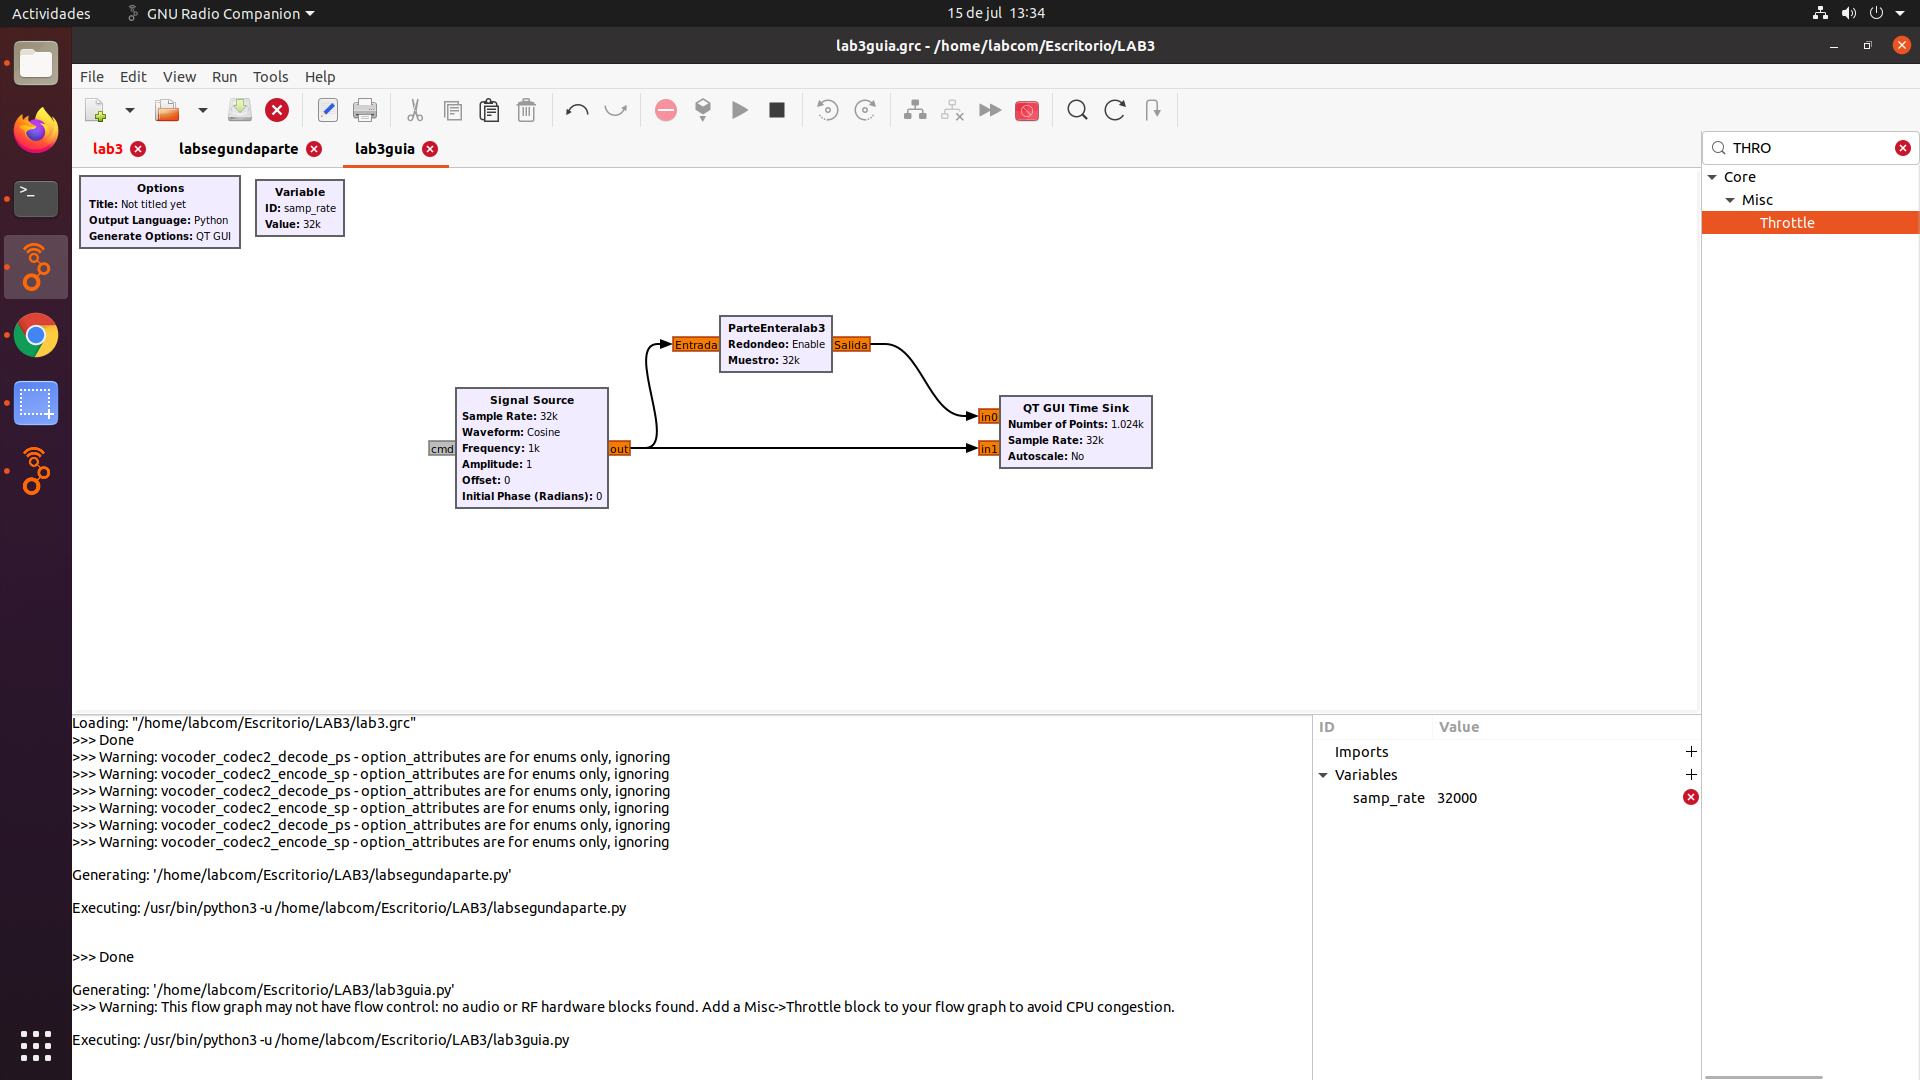 Actividades
GNU Radio Companion
15 de jul 13:34
lab3guia.grc - /home/labcom/Escritorio/LAB3
File Edit View Run Tools Help
lab3 labsegundaparte lab3guia
THRO
Core
Misc
Throttle
Options
Title: Not titled yet
Output Language: Python
Generate Options: QT GUI
Variable
ID: samp_rate
Value: 32k
ParteEnteralab3
Redondeo: Enable
Muestro: 32k
Entrada
Salida
Signal Source
Sample Rate: 32k
Waveform: Cosine
Frequency: 1k
Amplitude: 1
Offset: 0
Initial Phase (Radians): 0
cmd
out
QT GUI Time Sink
Number of Points: 1.024k
Sample Rate: 32k
Autoscale: No
in0
in1
Loading: "/home/labcom/Escritorio/LAB3/lab3.grc"
>>> Done
>>> Warning: vocoder_codec2_decode_ps - option_attributes are for enums only, ignoring
>>> Warning: vocoder_codec2_encode_sp - option_attributes are for enums only, ignoring
>>> Warning: vocoder_codec2_decode_ps - option_attributes are for enums only, ignoring
>>> Warning: vocoder_codec2_encode_sp - option_attributes are for enums only, ignoring
>>> Warning: vocoder_codec2_decode_ps - option_attributes are for enums only, ignoring
>>> Warning: vocoder_codec2_encode_sp - option_attributes are for enums only, ignoring
Generating: '/home/labcom/Escritorio/LAB3/labsegundaparte.py'
Executing: /usr/bin/python3 -u /home/labcom/Escritorio/LAB3/labsegundaparte.py
>>> Done
Generating: '/home/labcom/Escritorio/LAB3/lab3guia.py'
>>> Warning: This flow graph may not have flow control: no audio or RF hardware blocks found. Add a Misc->Throttle block to your flow graph to avoid CPU congestion.
Executing: /usr/bin/python3 -u /home/labcom/Escritorio/LAB3/lab3guia.py
ID Value
Imports
Variables
samp_rate 32000